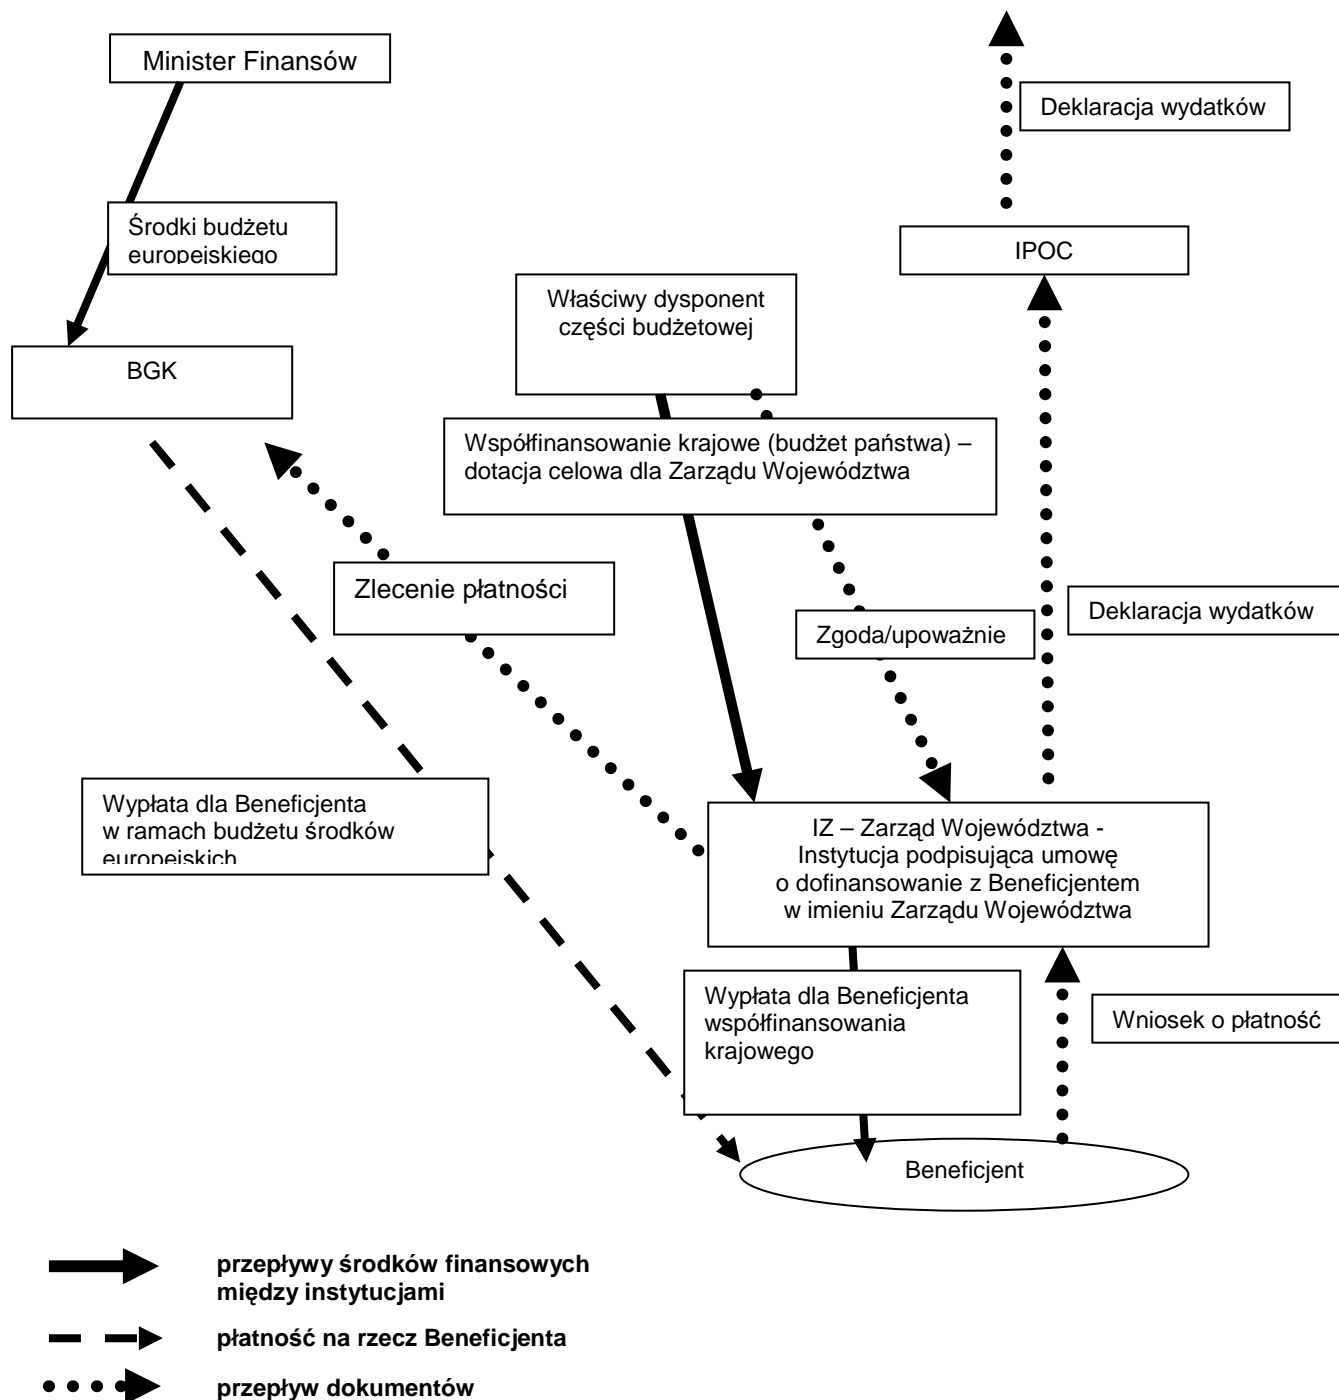 Minister Finansów
Deklaracja wydatków
Środki budżetu
europejskiego
IPOC
Właściwy dysponent
części budżetowej
BGK
Współfinansowanie krajowe (budżet państwa) –
dotacja celowa dla Zarządu Województwa
Zlecenie płatności
Zgoda/upoważnie
Deklaracja wydatków
Wypłata dla Beneficjenta
w ramach budżetu środków
europejskich
IZ – Zarząd Województwa -
Instytucja podpisująca umowę
o dofinansowanie z Beneficjentem
w imieniu Zarządu Województwa
Wypłata dla Beneficjenta
współfinansowania
krajowego
Wniosek o płatność
Beneficjent
przepływy środków finansowych
między instytucjami
płatność na rzecz Beneficjenta
przepływ dokumentów